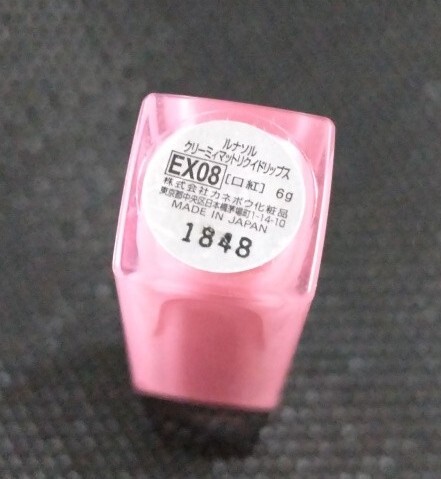 ルナソル
クリーミィマットリクイドリップス
EX08 [口紅] 6g
株式会社カネボウ化粧品
東京都中央区日本橋茅場町1-14-10
MADE IN JAPAN
1848